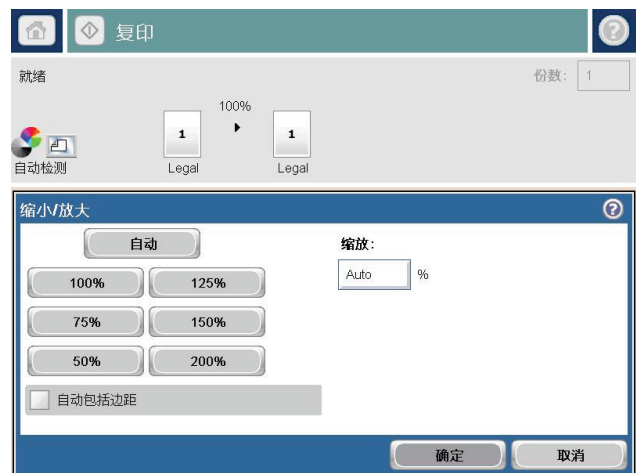 复印
就绪
份数: 1
100%
1 1
自动检测 Legal Legal
缩小/放大
自动
缩放:
100% 125%
Auto %
75% 150%
50% 200%
自动包括边距
确定 取消